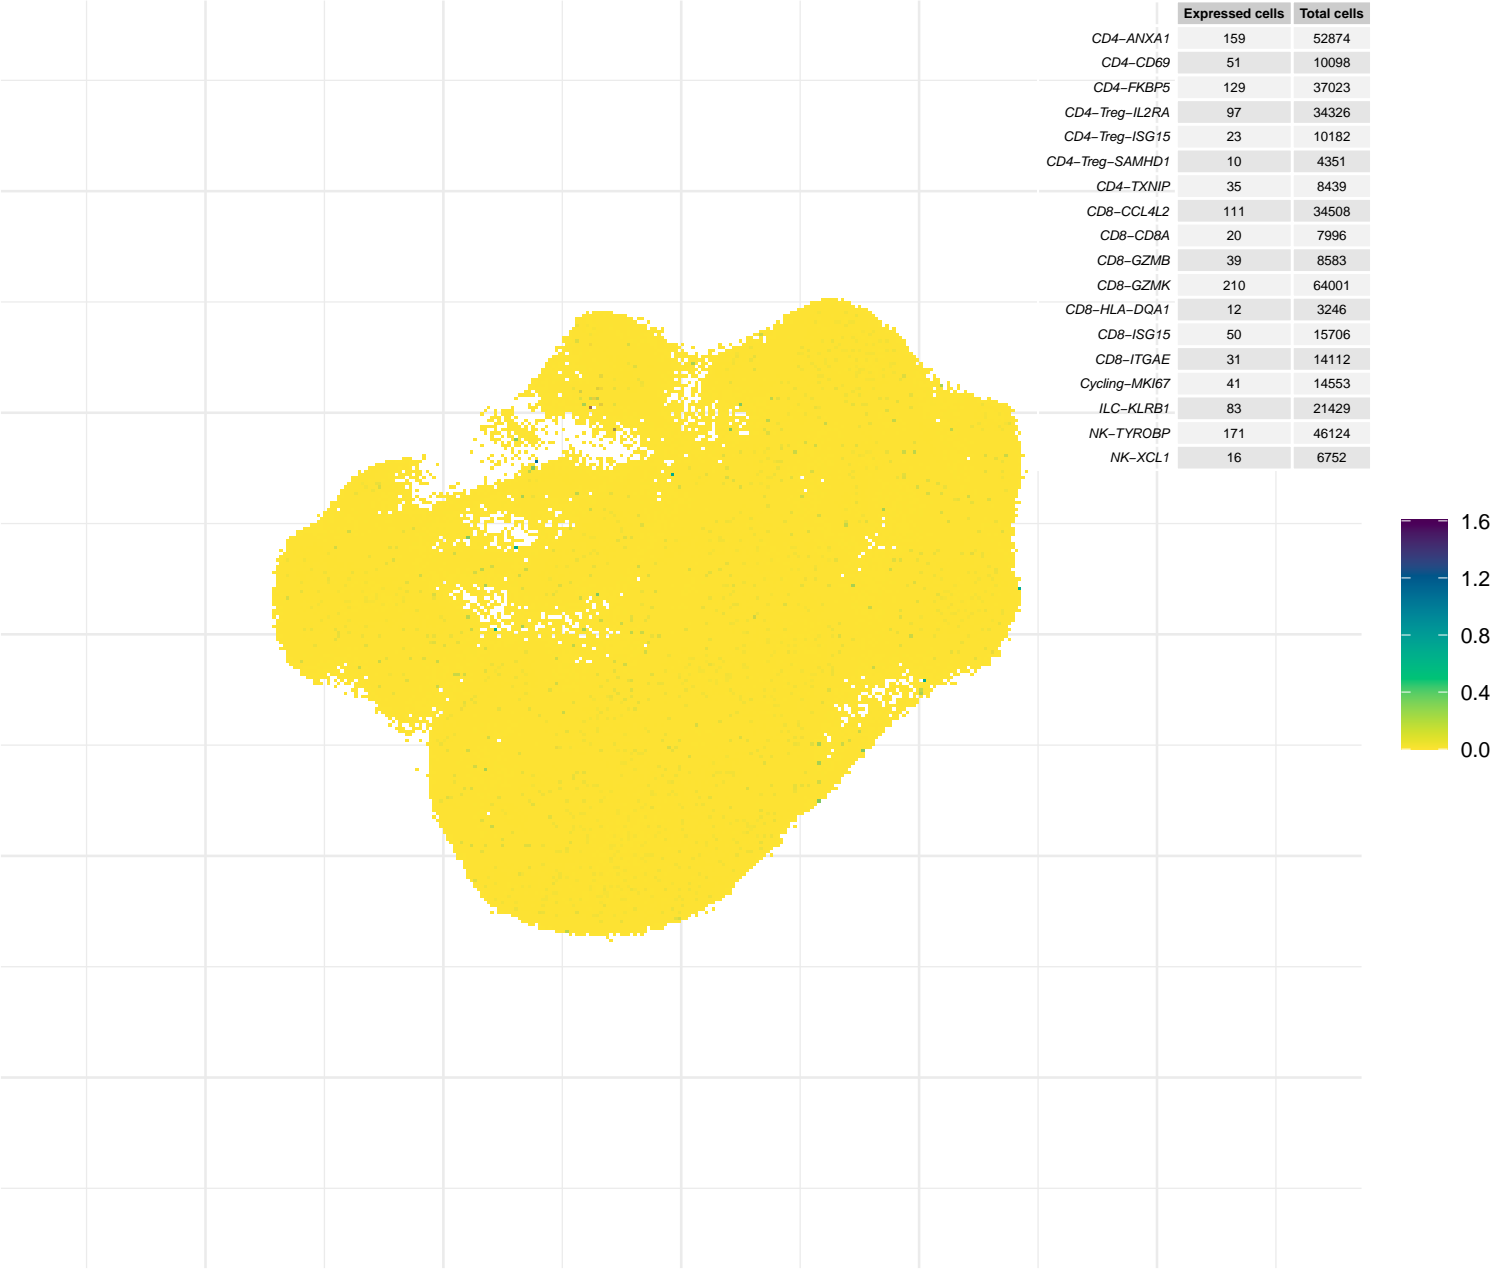 Expressed cells Total cells
CD4−ANXA1 159 52874
CD4−CD69 51 10098
CD4−FKBP5 129 37023
CD4−Treg−IL2RA 97 34326
CD4−Treg−ISG15 23 10182
CD4−Treg−SAMHD1 10 4351
CD4−TXNIP 35 8439
CD8−CCL4L2 111 34508
CD8−CD8A 20 7996
CD8−GZMB 39 8583
CD8−GZMK 210 64001
CD8−HLA−DQA1 12 3246
CD8−ISG15 50 15706
CD8−ITGAE 31 14112
Cycling−MKI67 41 14553
ILC−KLRB1 83 21429
NK−TYROBP 171 46124
NK−XCL1 16 6752
1.6
1.2
0.8
0.4
0.0